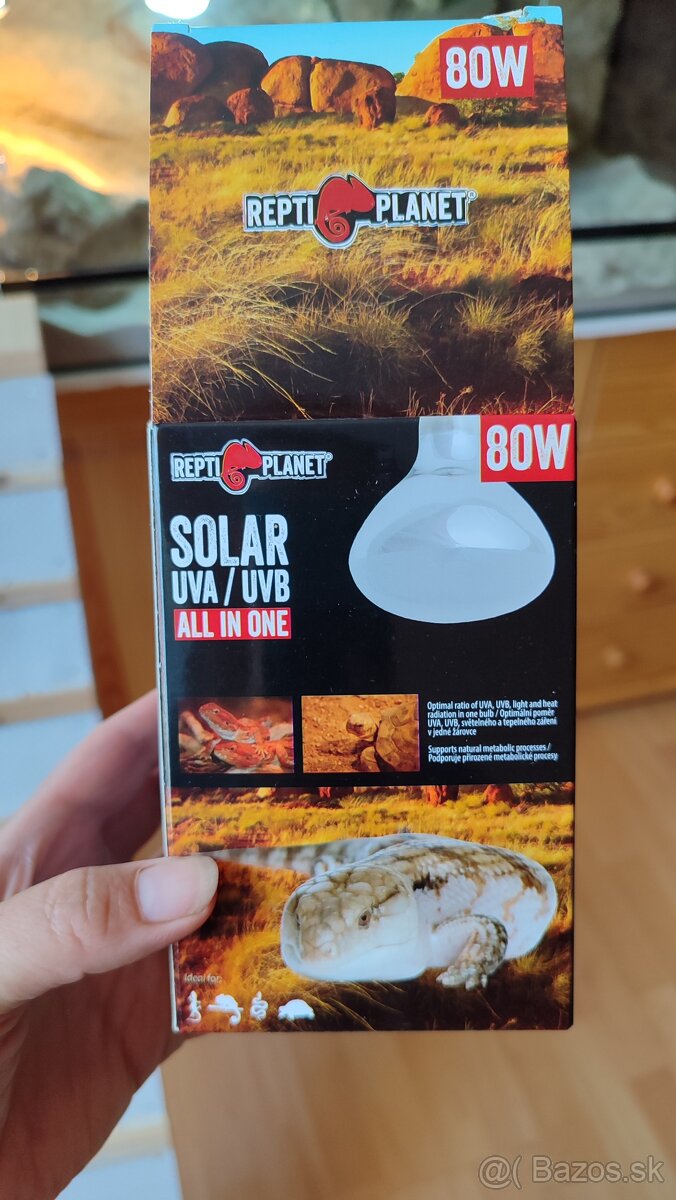 80W
REPTI PLANET®
REPTI PLANET®
80W
SOLAR
UVA / UVB
ALL IN ONE
Optimal ratio of UVA, UVB, light and heat
radiation in one bulb / Optimální poměr
UVA, UVB, světelného a tepelného záření
v jedné žárovce
Supports natural metabolic processes /
Podporuje přirozené metabolické procesy
Ideal for:
@( Bazos.sk